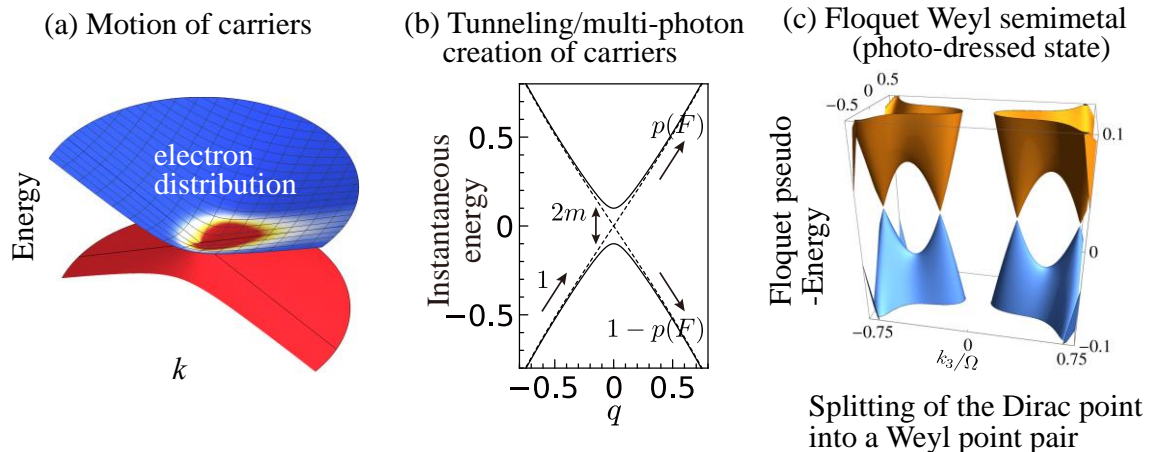 (a) Motion of carriers
electron
distribution
Energy
k
(b) Tunneling/multi-photon
creation of carriers
Instantaneous
energy
0.5
0
−0.5
p(F)
2m
1
1 − p(F)
−0.5 0 0.5
q
(c) Floquet Weyl semimetal
(photo-dressed state)
0.5
0
−0.5
0.1
0
−0.1
Floquet pseudo
-Energy
−0.75 0 0.75
k3/Ω
Splitting of the Dirac point
into a Weyl point pair